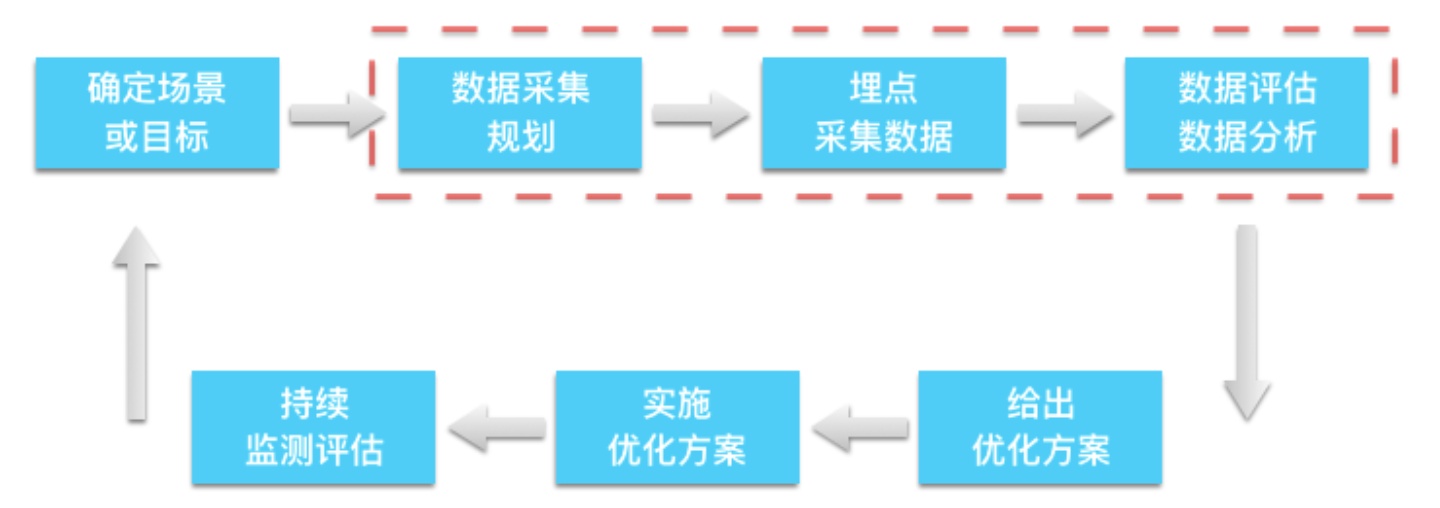 确定场景
或目标
数据采集
规划
埋点
采集数据
数据评估
数据分析
给出
优化方案
实施
优化方案
持续
监测评估